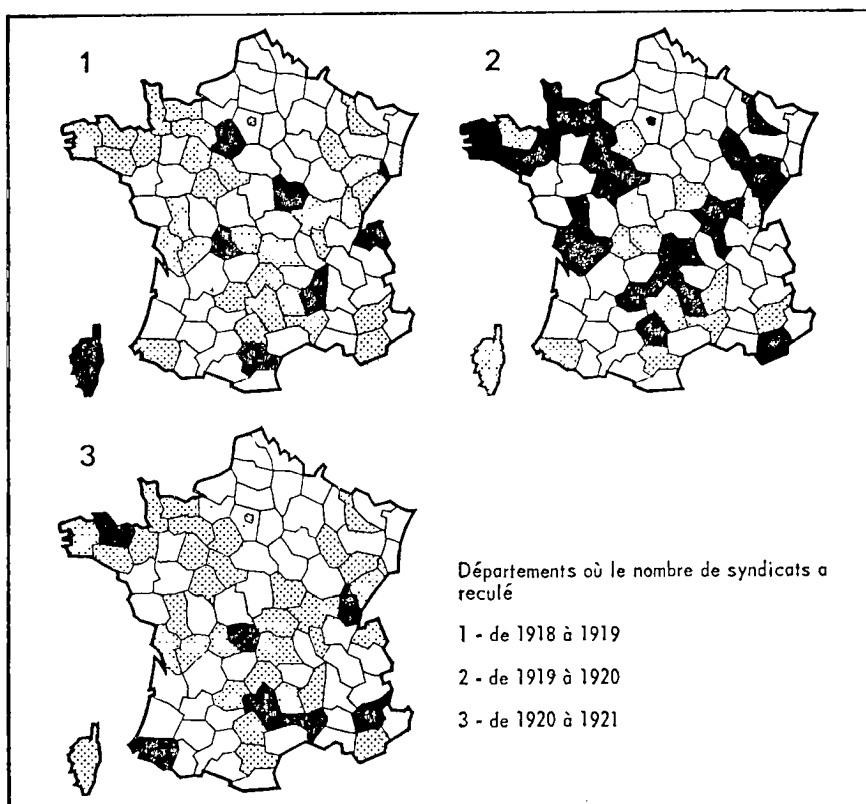 1
2
3
Départements où le nombre de syndicats a
reculé
1 - de 1918 à 1919
2 - de 1919 à 1920
3 - de 1920 à 1921